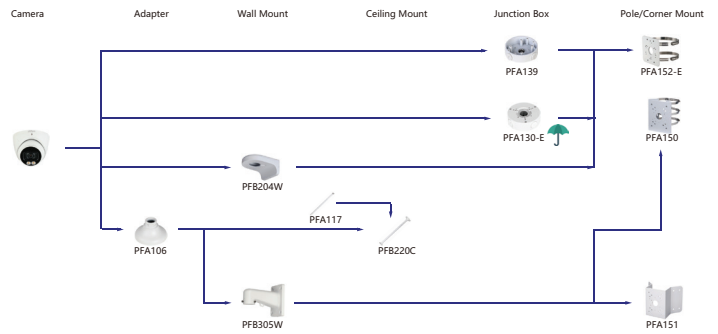 Camera Adapter Wall Mount Ceiling Mount Junction Box Pole/Corner Mount
PFA139 PFA152-E
PFA130-E PFA150
PFB204W
PFA117
PFA106 PFB220C
PFB305W PFA151